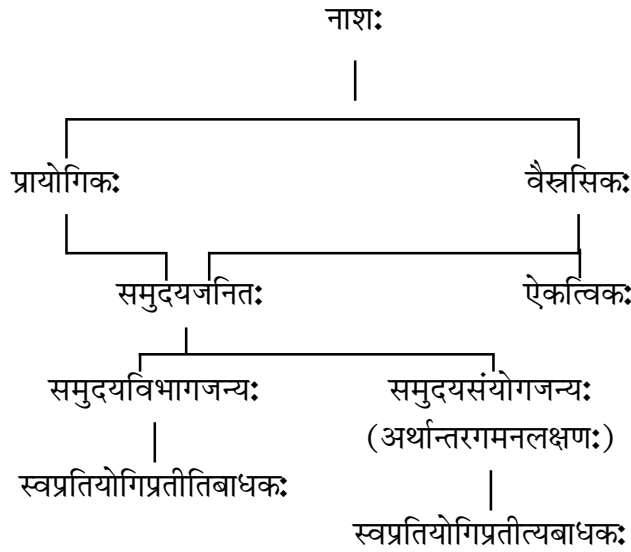 नाशः
प्रायोगिकः
वैस्त्रसिकः
समुदयजनितः
ऐकत्विकः
समुदयविभागजन्यः
समुदयसंयोगजन्यः
(अर्थान्तरगमनलक्षणः)
स्वप्रतियोगिप्रतीतिबाधकः
स्वप्रतियोगिप्रतीत्यबाधकः